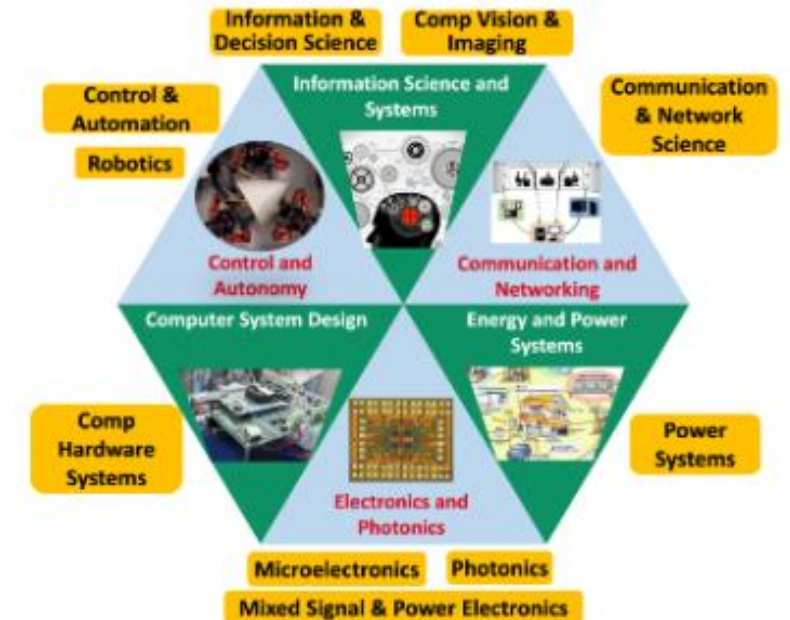 Information &
Decision Science
Comp Vision &
Imaging
Control &
Automation
Robotics
Information Science and
Systems
Communication
& Network
Science
Control and
Autonomy
Communication and
Networking
Computer System Design
Energy and Power
Systems
Comp
Hardware
Systems
Power
Systems
Electronics and
Photonics
Microelectronics
Photonics
Mixed Signal & Power Electronics